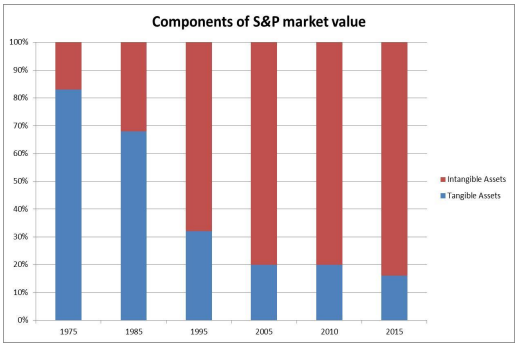 Components of S&P market value
100%
90%
80%
70%
60%
50%
40%
30%
20%
10%
0%
Intangible Assets
Tangible Assets
1975 1985 1995 2005 2010 2015